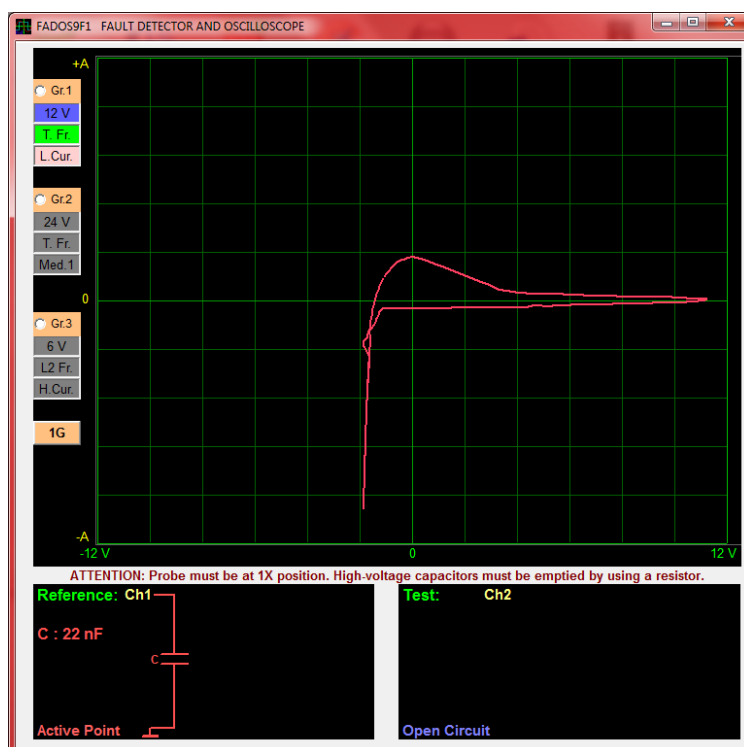 FADOS9F1 FAULT DETECTOR AND OSCILLOSCOPE
+A
Gr.1
12 V
T. Fr.
L.Cur.
Gr.2
24 V
T. Fr.
Med.1
0
Gr.3
6 V
L2 Fr.
H.Cur.
1G
-A
-12 V 0 12 V
ATTENTION: Probe must be at 1X position. High-voltage capacitors must be emptied by using a resistor.
Reference: Ch1
C : 22 nF
C
Active Point
Test: Ch2
Open Circuit